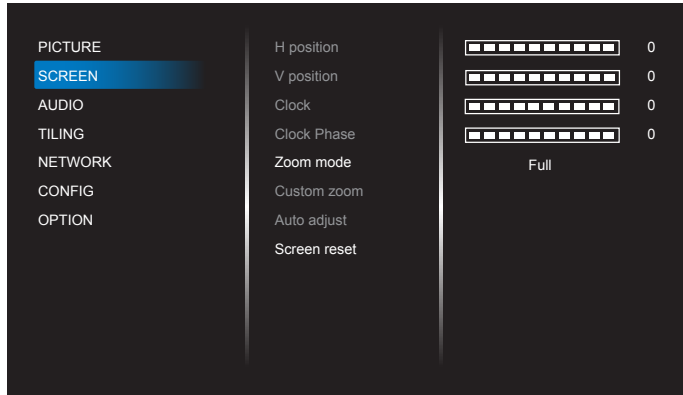 PICTURE
SCREEN
AUDIO
TILING
NETWORK
CONFIG
OPTION
H position 0
V position 0
Clock 0
Clock Phase 0
Zoom mode Full
Custom zoom
Auto adjust
Screen reset